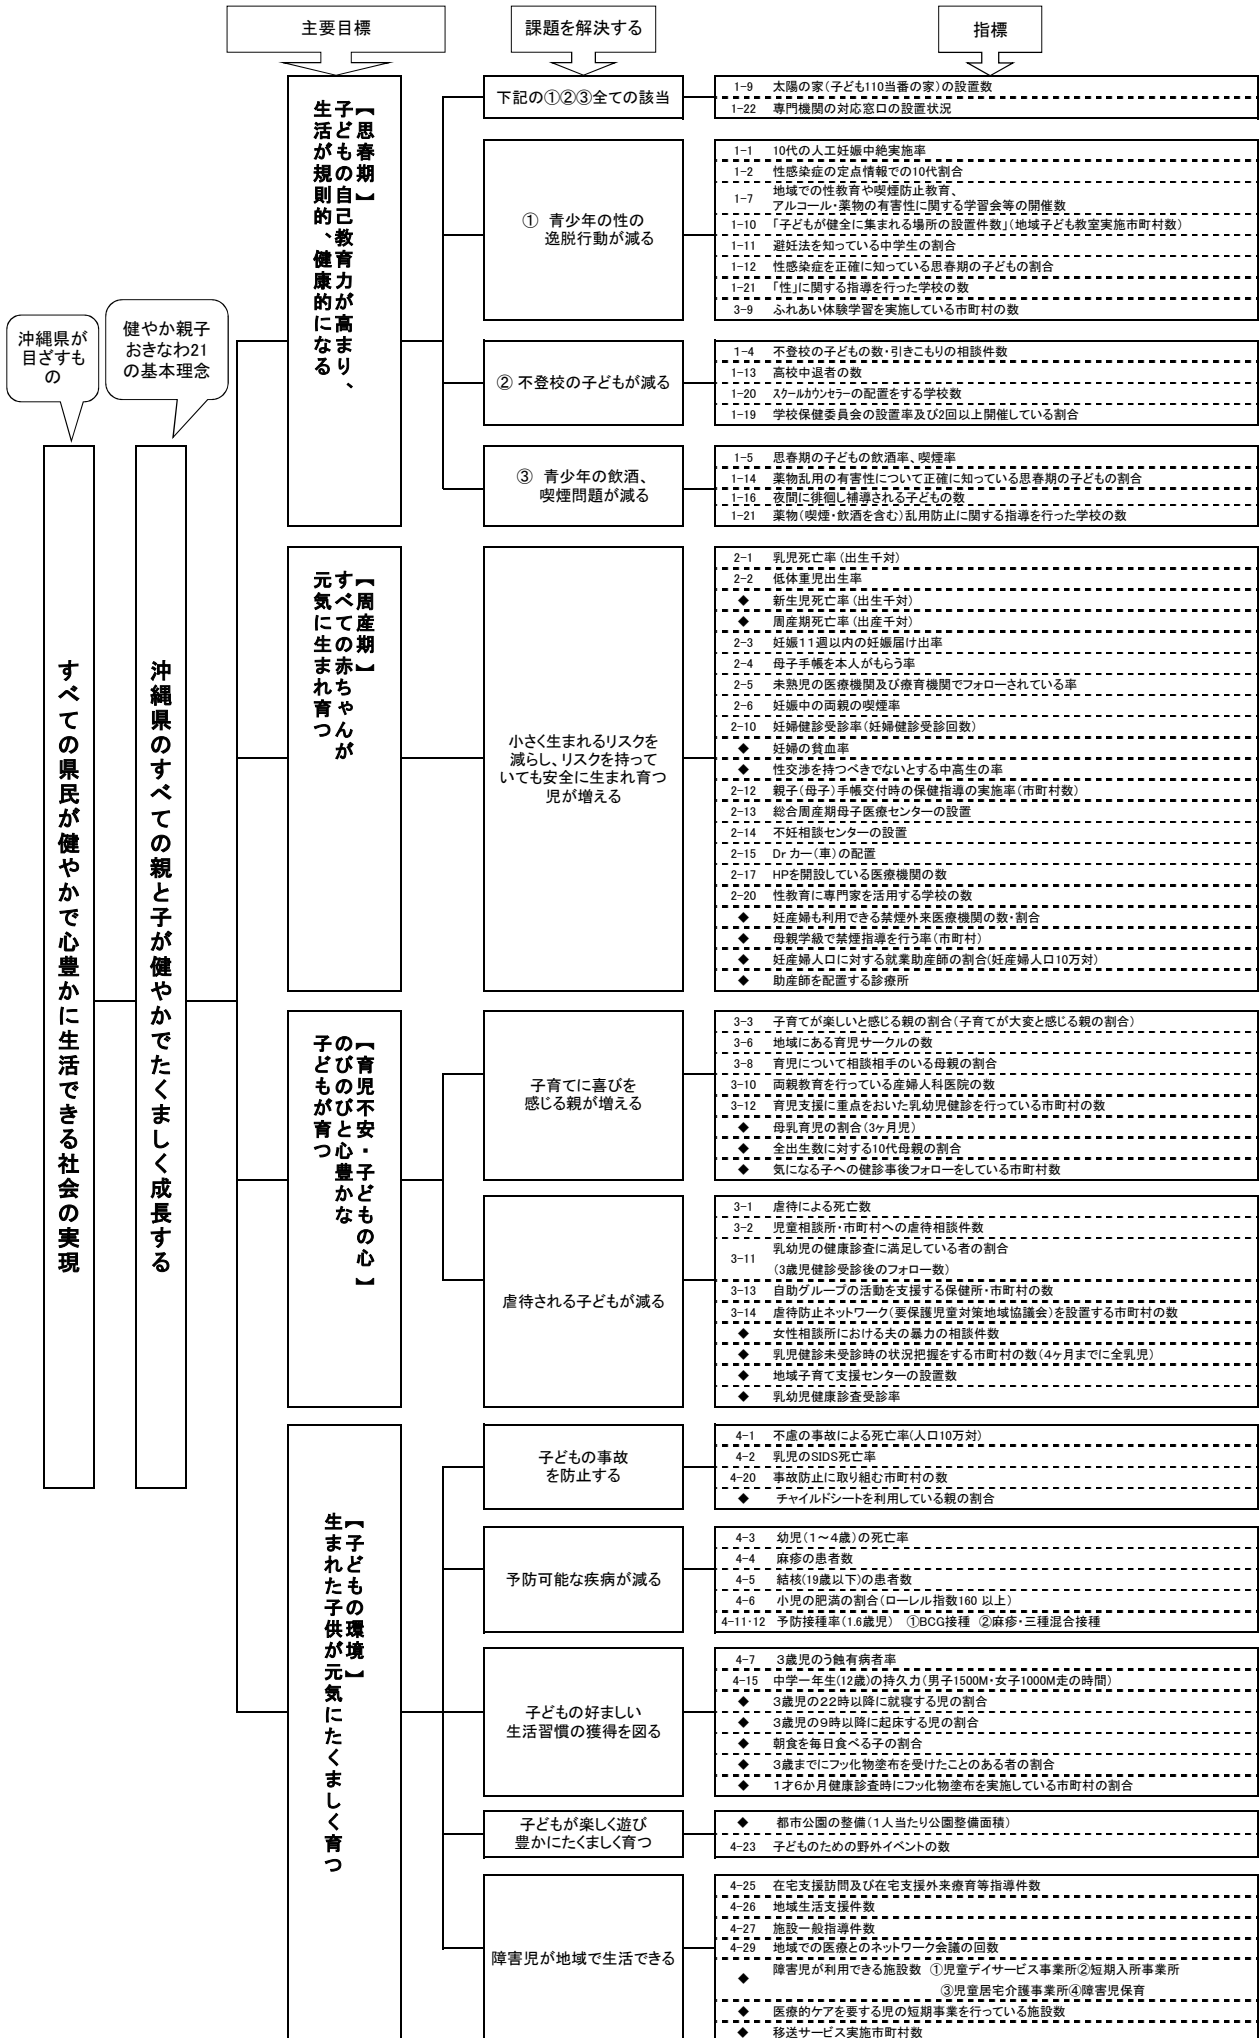 主要目標
課題を解決する
指標
沖縄県が
目ざすも
の
健やか親子
おきなわ21
の基本理念
すべての県民が健やかで心豊かに生活できる社会の実現
沖縄県のすべての親と子が健やかでたくましく成長する
【思春期】
子どもの自己教育力が高まり、
生活が規則的、健康的になる
下記の①②③全ての該当
1-9 太陽の家(子ども110当番の家)の設置数
1-22 専門機関の対応窓口の設置状況
① 青少年の性の
逸脱行動が減る
1-1 10代の人工妊娠中絶実施率
1-2 性感染症の定点情報での10代割合
1-7 地域での性教育や喫煙防止教育、
アルコール・薬物の有害性に関する学習会等の開催数
1-10 「子どもが健全に集まれる場所の設置件数」(地域子ども教室実施市町村数)
1-11 避妊法を知っている中学生の割合
1-12 性感染症を正確に知っている思春期の子どもの割合
1-21 「性」に関する指導を行った学校の数
3-9 ふれあい体験学習を実施している市町村の数
② 不登校の子どもが減る
1-4 不登校の子どもの数・引きこもりの相談件数
1-13 高校中退者の数
1-20 スクールカウンセラーの配置をする学校数
1-19 学校保健委員会の設置率及び2回以上開催している割合
③ 青少年の飲酒、
喫煙問題が減る
1-5 思春期の子どもの飲酒率、喫煙率
1-14 薬物乱用の有害性について正確に知っている思春期の子どもの割合
1-16 夜間に徘徊し補導される子どもの数
1-21 薬物(喫煙・飲酒を含む)乱用防止に関する指導を行った学校の数
【周産期】
すべての赤ちゃんが
元気に生まれ育つ
小さく生まれるリスクを
減らし、リスクを持って
いても安全に生まれ育つ
児が増える
2-1 乳児死亡率(出生千対)
2-2 低体重児出生率
◆ 新生児死亡率(出生千対)
◆ 周産期死亡率(出産千対)
2-3 妊娠11週以内の妊娠届け出率
2-4 母子手帳を本人がもらう率
2-5 未熟児の医療機関及び療育機関でフォローされている率
2-6 妊娠中の両親の喫煙率
2-10 妊婦健診受診率(妊婦健診受診回数)
◆ 妊婦の貧血率
◆ 性交渉を持つべきでないとする中高生の率
2-12 親子(母子)手帳交付時の保健指導の実施率(市町村数)
2-13 総合周産期母子医療センターの設置
2-14 不妊相談センターの設置
2-15 Drカー(車)の配置
2-17 HPを開設している医療機関の数
2-20 性教育に専門家を活用する学校の数
◆ 妊産婦も利用できる禁煙外来医療機関の数・割合
◆ 母親学級で禁煙指導を行う率(市町村)
◆ 妊産婦人口に対する就業助産師の割合(妊産婦人口10万対)
◆ 助産師を配置する診療所
【育児不安・子どもの心】
のびのびと心豊かな
子どもが育つ
子育てに喜びを
感じる親が増える
3-3 子育てが楽しいと感じる親の割合(子育てが大変と感じる親の割合)
3-6 地域にある育児サークルの数
3-8 育児について相談相手のいる母親の割合
3-10 両親教育を行っている産婦人科医院の数
3-12 育児支援に重点をおいた乳幼児健診を行っている市町村の数
◆ 母乳育児の割合(3ヶ月児)
◆ 全出生数に対する10代母親の割合
◆ 気になる子への健診事後フォローをしている市町村数
虐待される子どもが減る
3-1 虐待による死亡数
3-2 児童相談所・市町村への虐待相談件数
3-11 乳幼児の健康診査に満足している者の割合
(3歳児健診受診後のフォロー数)
3-13 自助グループの活動を支援する保健所・市町村の数
3-14 虐待防止ネットワーク(要保護児童対策地域協議会)を設置する市町村の数
◆ 女性相談所における夫の暴力の相談件数
◆ 乳児健診未受診時の状況把握をする市町村の数(4ヶ月までに全乳児)
◆ 地域子育て支援センターの設置数
◆ 乳幼児健康診査受診率
【子どもの環境】
生まれた子供が元気にたくましく育つ
子どもの事故
を防止する
4-1 不慮の事故による死亡率(人口10万対)
4-2 乳児のSIDS死亡率
4-20 事故防止に取り組む市町村の数
◆ チャイルドシートを利用している親の割合
予防可能な疾病が減る
4-3 幼児(1～4歳)の死亡率
4-4 麻疹の患者数
4-5 結核(19歳以下)の患者数
4-6 小児の肥満の割合(ローレル指数160 以上)
4-11・12 予防接種率(1.6歳児) ①BCG接種 ②麻疹・三種混合接種
子どもの好ましい
生活習慣の獲得を図る
4-7 3歳児のう蝕有病者率
4-15 中学一年生(12歳)の持久力(男子1500M・女子1000M走の時間)
◆ 3歳児の22時以降に就寝する児の割合
◆ 3歳児の9時以降に起床する児の割合
◆ 朝食を毎日食べる子の割合
◆ 3歳までにフッ化物塗布を受けたことのある者の割合
◆ 1才6か月健康診査時にフッ化物塗布を実施している市町村の割合
子どもが楽しく遊び
豊かにたくましく育つ
◆ 都市公園の整備(1人当たり公園整備面積)
4-23 子どものための野外イベントの数
障害児が地域で生活できる
4-25 在宅支援訪問及び在宅支援外来療育等指導件数
4-26 地域生活支援件数
4-27 施設一般指導件数
4-29 地域での医療とのネットワーク会議の回数
◆ 障害児が利用できる施設数 ①児童デイサービス事業所②短期入所事業所
③児童居宅介護事業所④障害児保育
◆ 医療的ケアを要する児の短期事業を行っている施設数
◆ 移送サービス実施市町村数